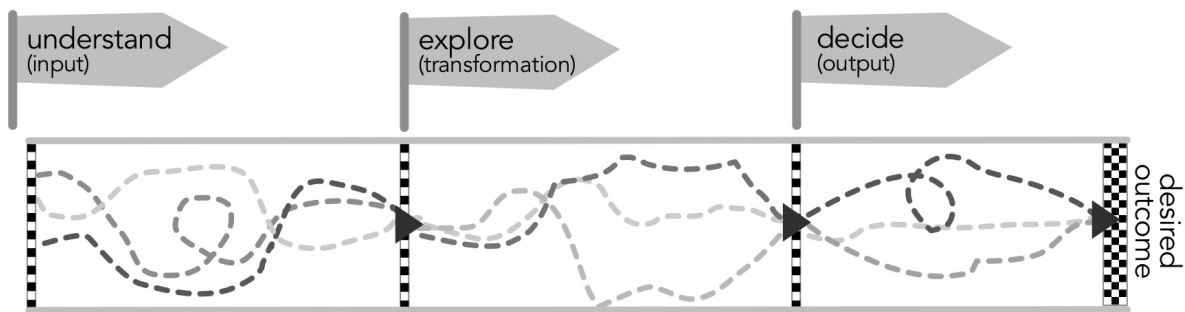 understand
(input)
explore
(transformation)
decide
(output)
desired
outcome